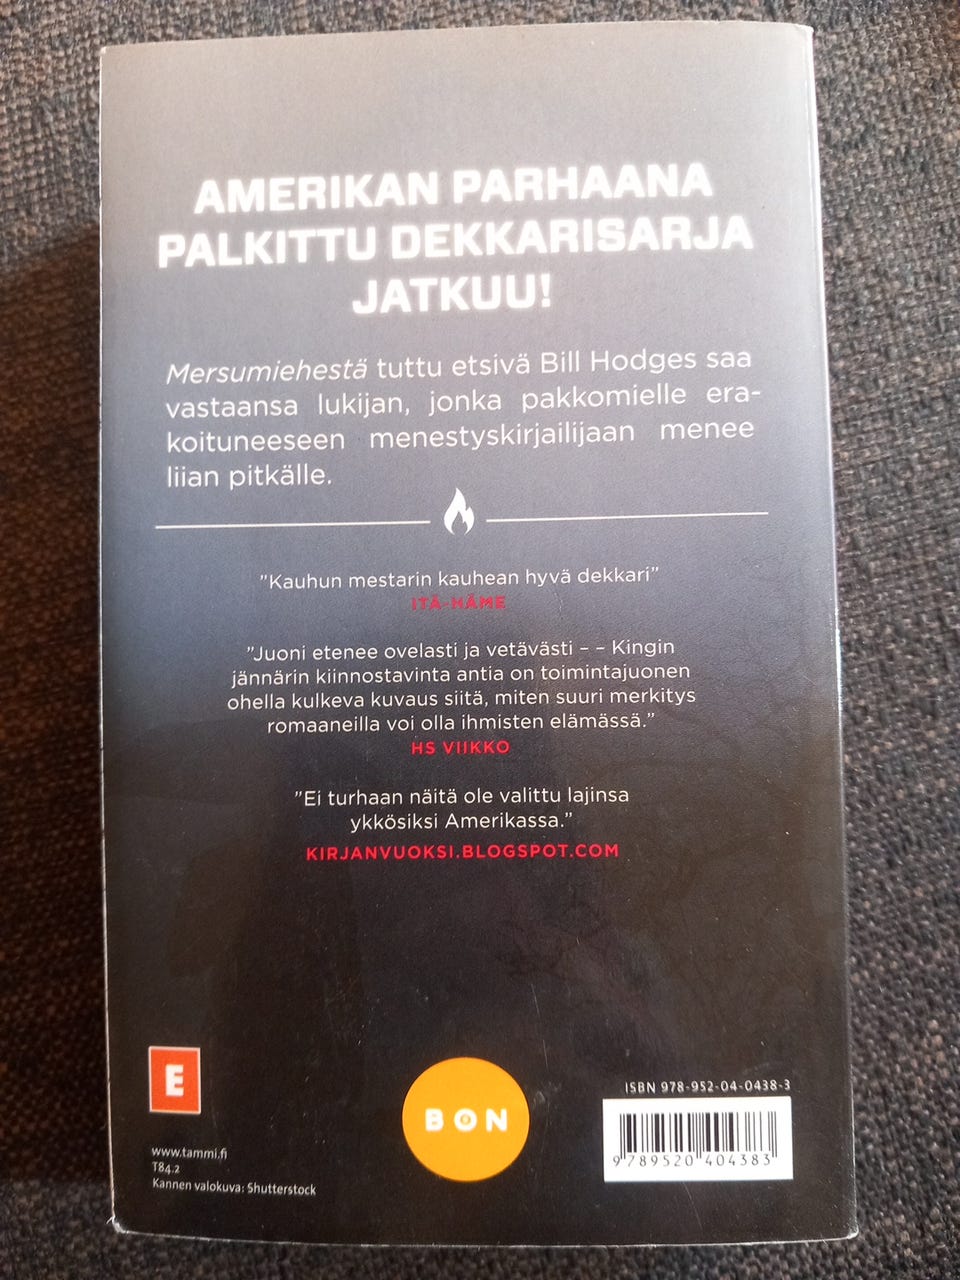 AMERIKAN PARHAANA
PALKITTU DEKKARISARJA
JATKUU!
Mersumiehestä tuttu etsivä Bill Hodges saa
vastaansa lukijan, jonka pakkomielle era-
koituneeseen menestyskirjailijaan menee
liian pitkälle.
"Kauhun mestarin kauhean hyvä dekkari"
ITÄ-HÄME
"Juoni etenee ovelasti ja vetävästi – – Kingin
jännärin kiinnostavinta antia on toimintajuonen
ohella kulkeva kuvaus siitä, miten suuri merkitys
romaaneilla voi olla ihmisten elämässä."
HS VIIKKO
"Ei turhaan näitä ole valittu lajinsa
ykkösiksi Amerikassa."
KIRJANVUOKSI.BLOGSPOT.COM
E
www.tammi.fi
T84.2
Kannen valokuva: Shutterstock
BON
ISBN 978-952-04-0438-3
9 789520 404383